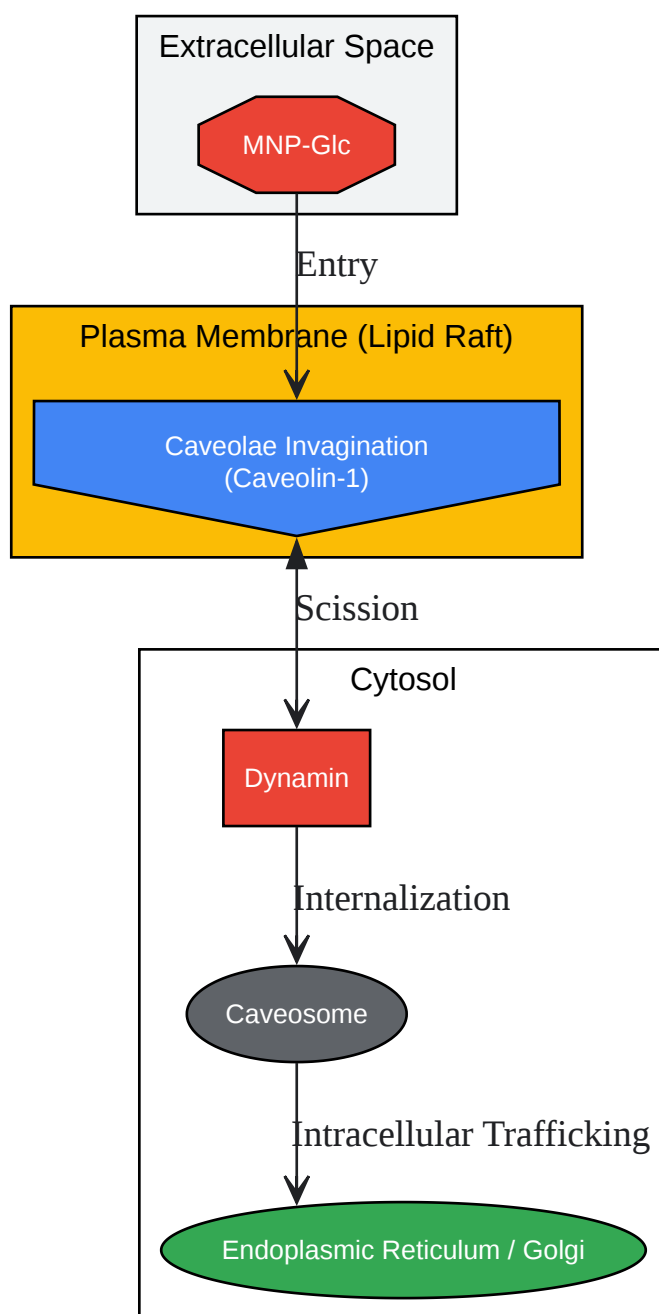 Extracellular Space
MNP-Glc
Entry
Plasma Membrane (Lipid Raft)
Caveolae Invagination
(Caveolin-1)
Scission
Cytosol
Dynamin
Internalization
Caveosome
Intracellular Trafficking
Endoplasmic Reticulum / Golgi